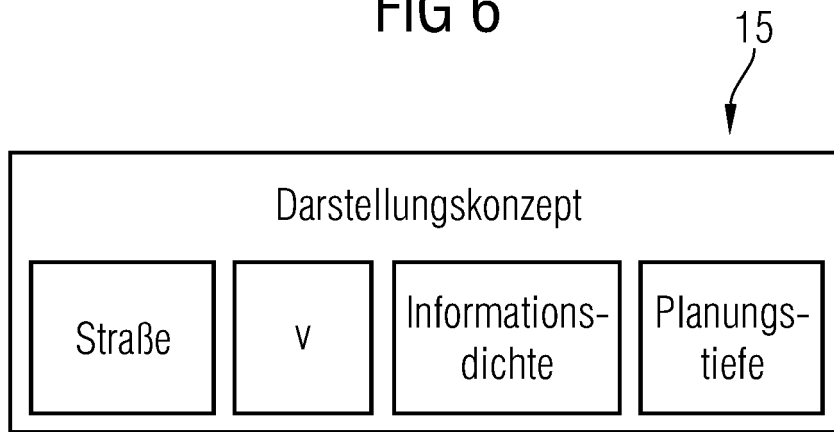 FIG 6
15
Darstellungskonzept
Straße
v
Informations-
dichte
Planungs-
tiefe